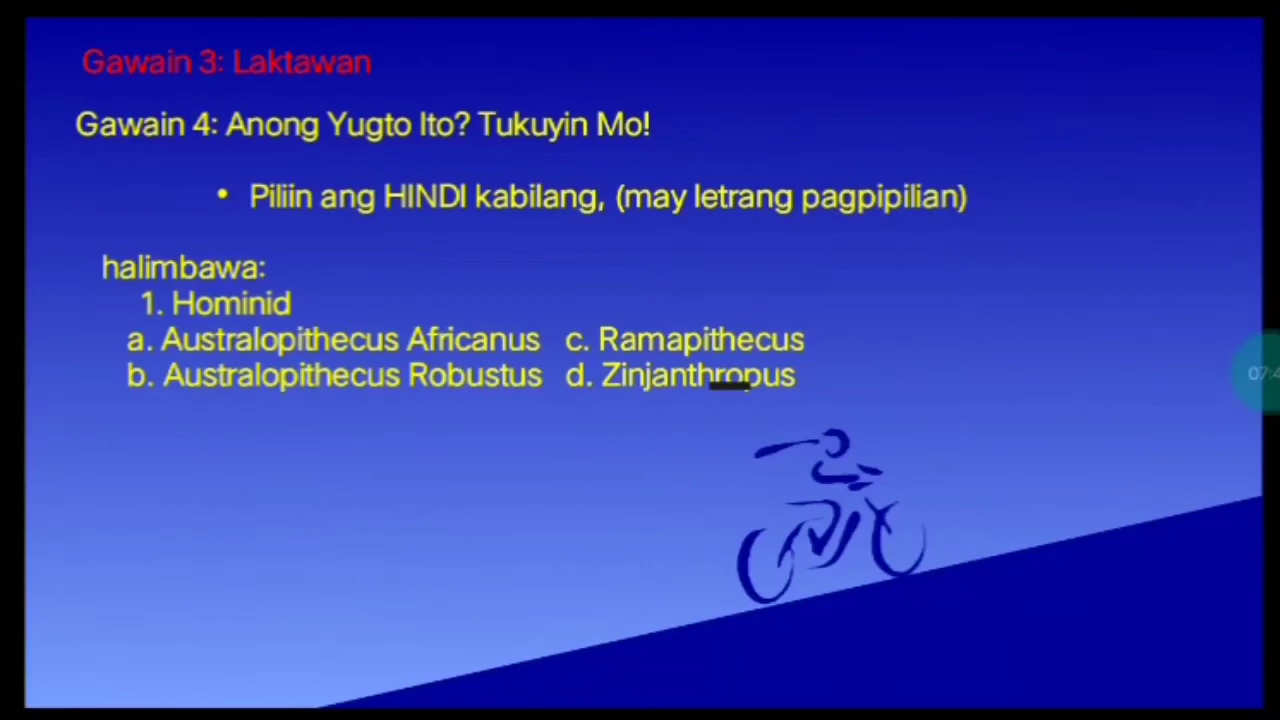 Gawain 3: Laktawan
Gawain 4: Anong Yugto Ito? Tukuyin Mo!
• Piliin ang HINDI kabilang, (may letrang pagpipilian)
halimbawa:
1. Hominid
a. Australopithecus Africanus c. Ramapithecus
b. Australopithecus Robustus d. Zinjanthropus